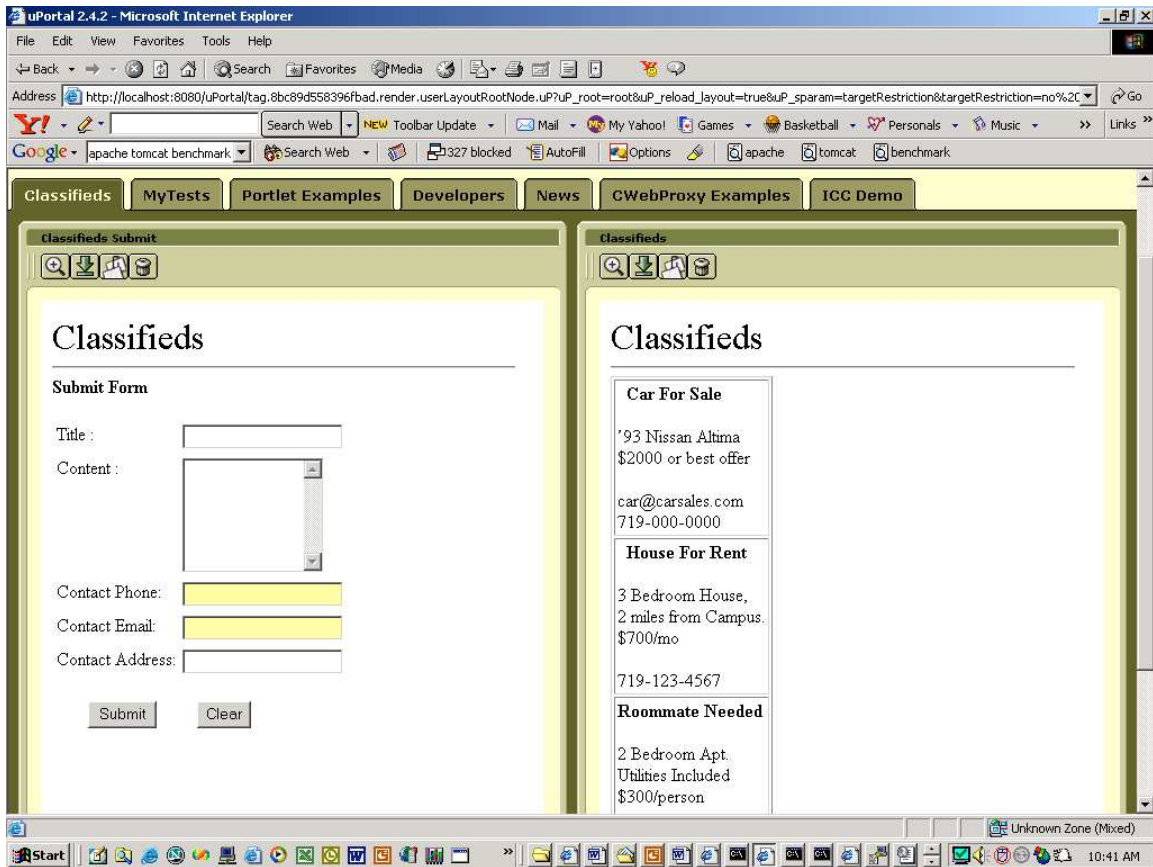 uPortal 2.4.2 - Microsoft Internet Explorer
File Edit View Favorites Tools Help
Back Search Favorites Media
Address http://localhost:8080/uPortal/tag.8bc89d558396fbad.render.userLayoutRootNode.uP?uP_root=root&uP_reload_layout=true&uP_sparam=targetRestriction&targetRestriction=no%20 Go
Y! Search Web NEW Toolbar Update Mail My Yahoo! Games Basketball Personals Music >> Links >>
Google apache tomcat benchmark Search Web 327 blocked AutoFill Options apache tomcat benchmark
Classifieds MyTests Portlet Examples Developers News CWebProxy Examples ICC Demo
Classifieds Submit
Classifieds
Submit Form
Title :
Content :
Contact Phone:
Contact Email:
Contact Address:
Submit Clear
Classifieds
Classifieds
Car For Sale
'93 Nissan Altima
$2000 or best offer
car@carsales.com
719-000-0000
House For Rent
3 Bedroom House,
2 miles from Campus.
$700/mo
719-123-4567
Roommate Needed
2 Bedroom Apt.
Utilities Included
$300/person
Unknown Zone (Mixed)
Start >> 10:41 AM